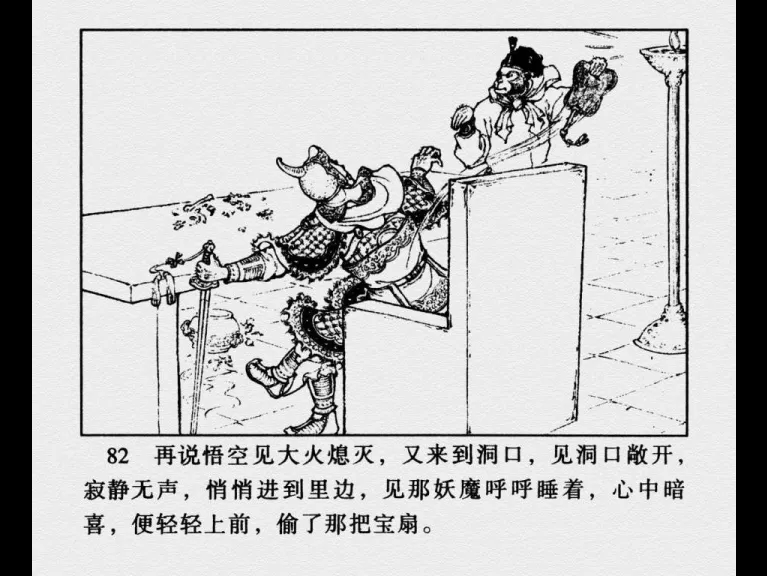 82 再说悟空见大火熄灭，又来到洞口，见洞口敞开，
寂静无声，悄悄进到里边，见那妖魔呼呼睡着，心中暗
喜，便轻轻上前，偷了那把宝扇。